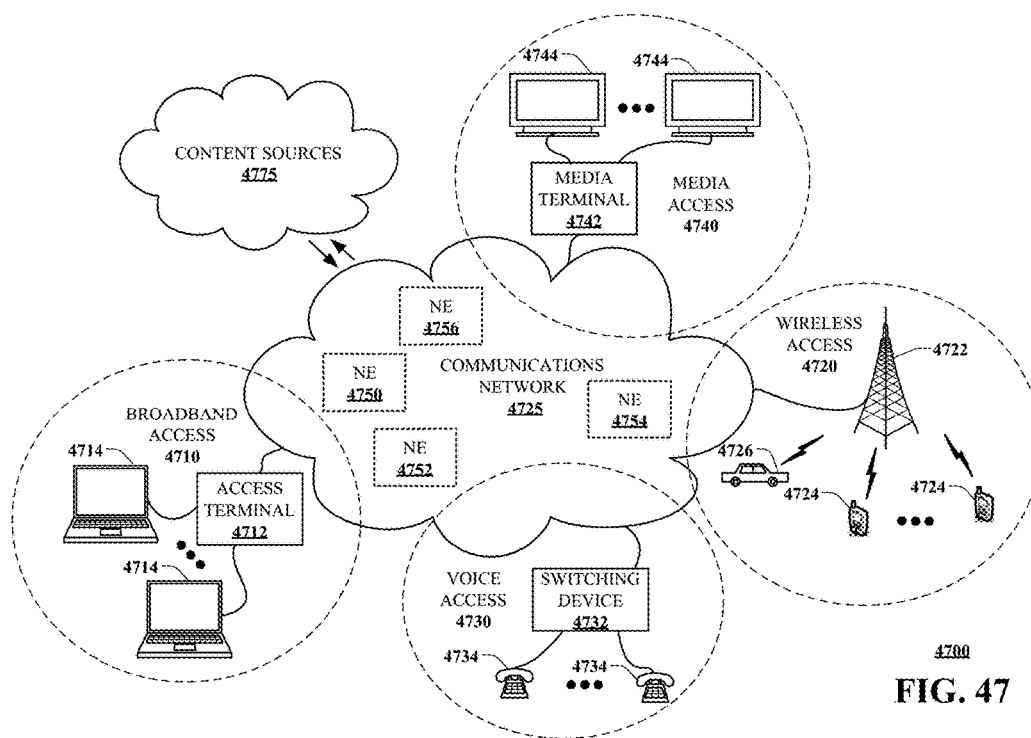 4744
4744
CONTENT SOURCES
4775
MEDIA
TERMINAL
4742
MEDIA
ACCESS
4740
NE
4756
WIRELESS
ACCESS
4720
4722
NE
4750
COMMUNICATIONS
NETWORK
4725
NE
4754
BROADBAND
ACCESS
4710
4714
NE
4752
4726
4724
4724
ACCESS
TERMINAL
4712
4714
VOICE
ACCESS
4730
SWITCHING
DEVICE
4732
4734
4734
4700
FIG. 47